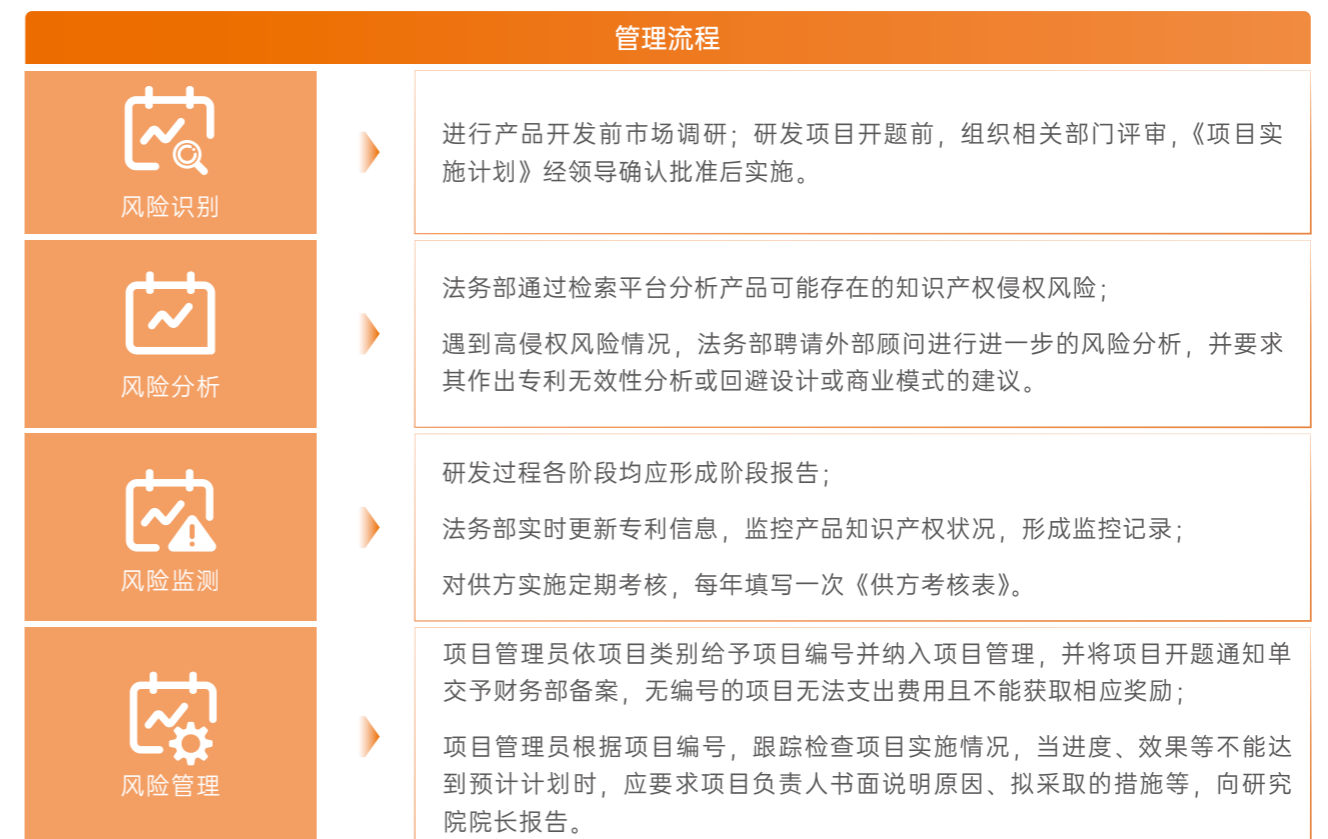 管理流程
风险识别
进行产品开发前市场调研；研发项目开题前，组织相关部门评审，《项目实
施计划》经领导确认批准后实施。
风险分析
法务部通过检索平台分析产品可能存在的知识产权侵权风险；
遇到高侵权风险情况，法务部聘请外部顾问进行进一步的风险分析，并要求
其作出专利无效性分析或回避设计或商业模式的建议。
风险监测
研发过程各阶段均应形成阶段报告；
法务部实时更新专利信息，监控产品知识产权状况，形成监控记录；
对供方实施定期考核，每年填写一次《供方考核表》。
风险管理
项目管理员依项目类别给予项目编号并纳入项目管理，并将项目开题通知单
交予财务部备案，无编号的项目无法支出费用且不能获取相应奖励；
项目管理员根据项目编号，跟踪检查项目实施情况，当进度、效果等不能达
到预计计划时，应要求项目负责人书面说明原因、拟采取的措施等，向研究
院院长报告。